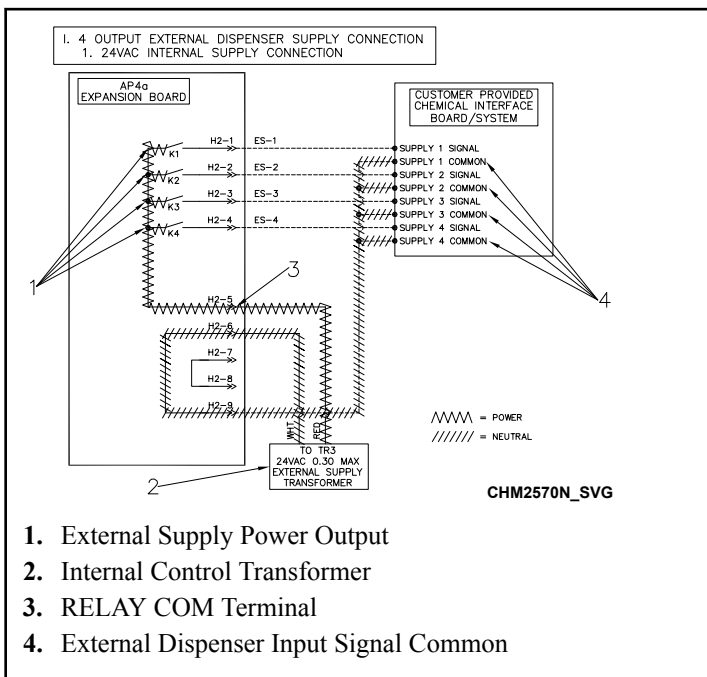 I. 4 OUTPUT EXTERNAL DISPENSER SUPPLY CONNECTION
1. 24VAC INTERNAL SUPPLY CONNECTION
AP4a
EXPANSION BOARD
CUSTOMER PROVIDED
CHEMICAL INTERFACE
BOARD/SYSTEM
K1
H2-1
ES-1
SUPPLY 1 SIGNAL
SUPPLY 1 COMMON
K2
H2-2
ES-2
SUPPLY 2 SIGNAL
SUPPLY 2 COMMON
K3
H2-3
ES-3
SUPPLY 3 SIGNAL
SUPPLY 3 COMMON
K4
H2-4
ES-4
SUPPLY 4 SIGNAL
SUPPLY 4 COMMON
1
3
4
H2-5
H2-6
H2-7
H2-8
H2-9
WHT
RED
= POWER
= NEUTRAL
TO TR3
24VAC 0.30 MAX
EXTERNAL SUPPLY
TRANSFORMER
2
CHM2570N_SVG
1. External Supply Power Output
2. Internal Control Transformer
3. RELAY COM Terminal
4. External Dispenser Input Signal Common